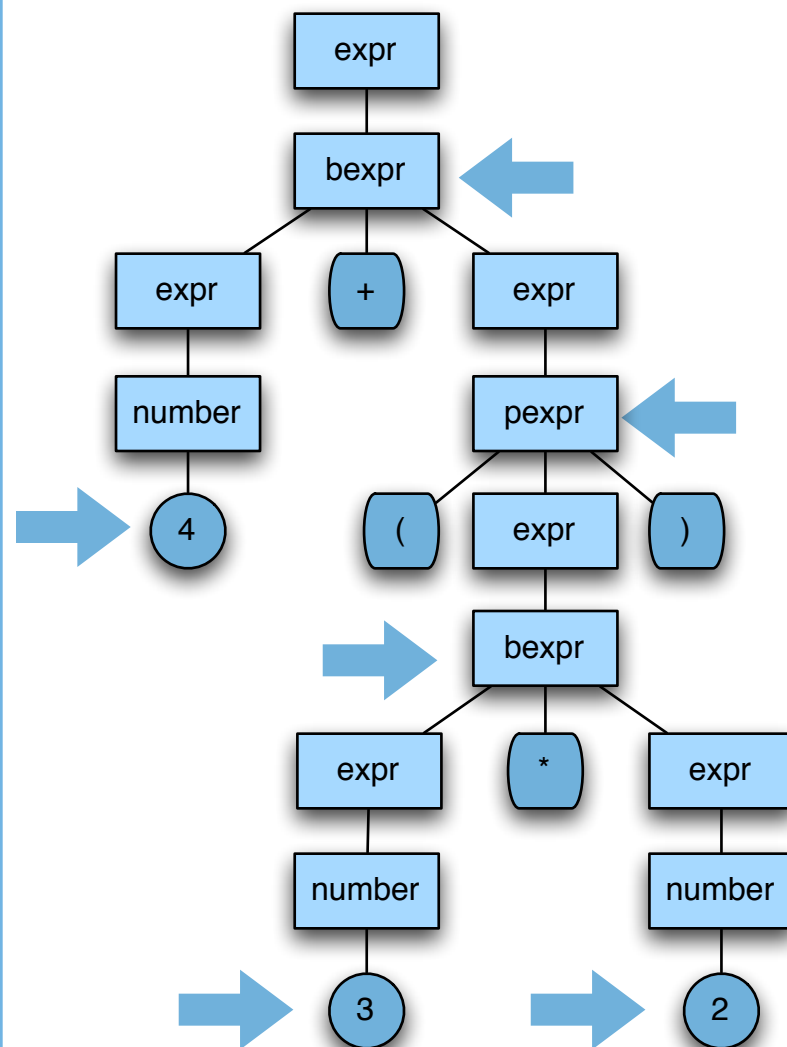 expr
bexpr
expr + expr
number pexpr
4 ( expr )
bexpr
expr * expr
number number
3 2